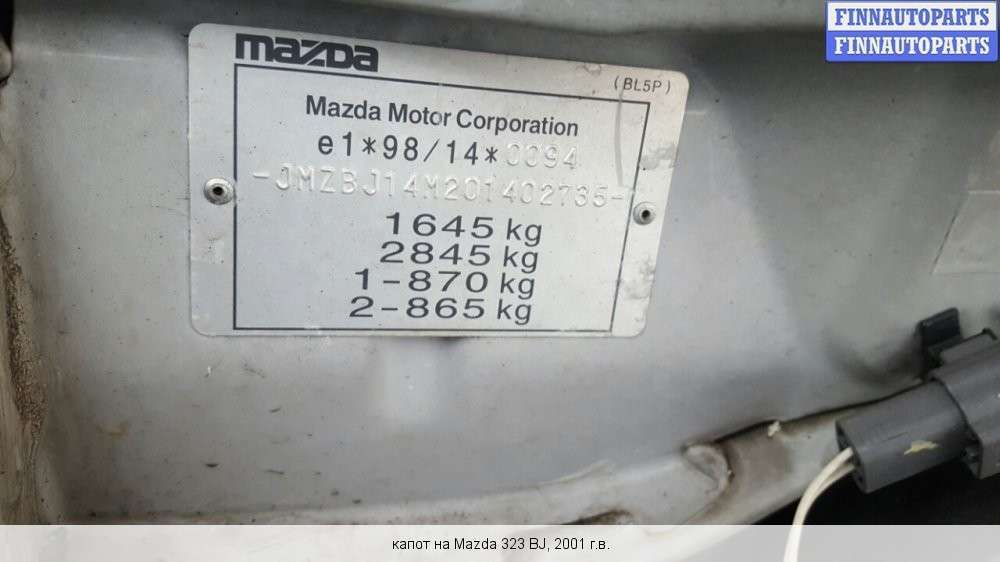 FINNAUTOPARTS
FINNAUTOPARTS
mazda
(BL5P)
Mazda Motor Corporation
e1*98/14*0094
-JMZBJ14M201402735-
1645 kg
2845 kg
1-870 kg
2-865 kg
капот на Mazda 323 BJ, 2001 г.в.